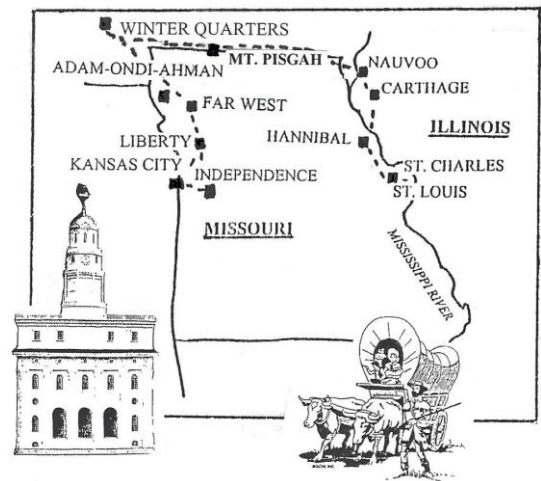 WINTER QUARTERS
MT. PISGAH
NAUVOO
ADAM-ONDI-AHMAN
CARTHAGE
FAR WEST
ILLINOIS
LIBERTY
HANNIBAL
KANSAS CITY
ST. CHARLES
INDEPENDENCE
ST. LOUIS
MISSOURI
MISSISSIPPI RIVER